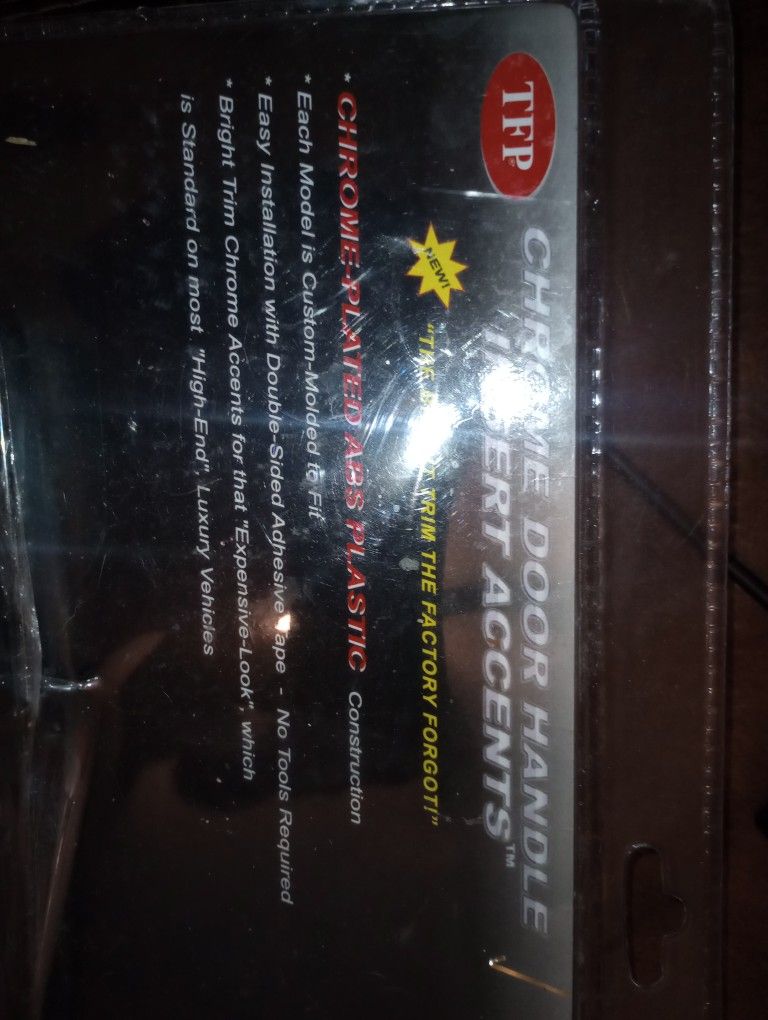 TFP®
CHROME DOOR HANDLE
INSERT ACCENTS™
NEW!
"THE TRIM THE FACTORY FORGOT!"
* CHROME-PLATED ABS PLASTIC Construction
* Each Model is Custom-Molded to Fit
* Easy Installation with Double-Sided Adhesive Tape - No Tools Required
* Bright Trim Chrome Accents for that "Expensive-Look", which
is Standard on most "High-End" Luxury Vehicles